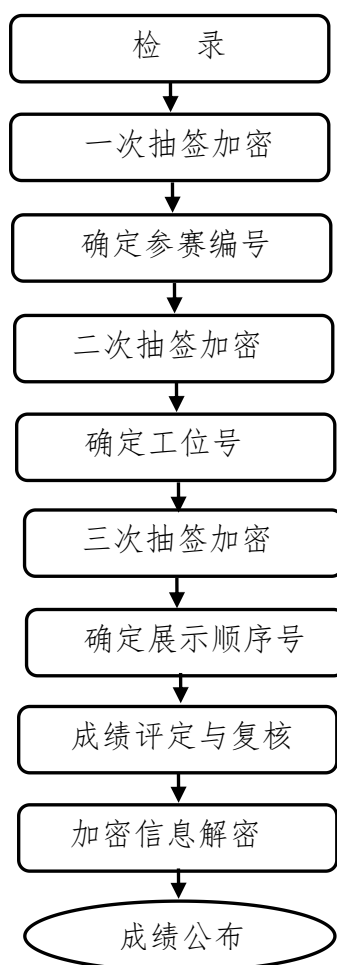 检 录
一次抽签加密
确定参赛编号
二次抽签加密
确定工位号
三次抽签加密
确定展示顺序号
成绩评定与复核
加密信息解密
成绩公布